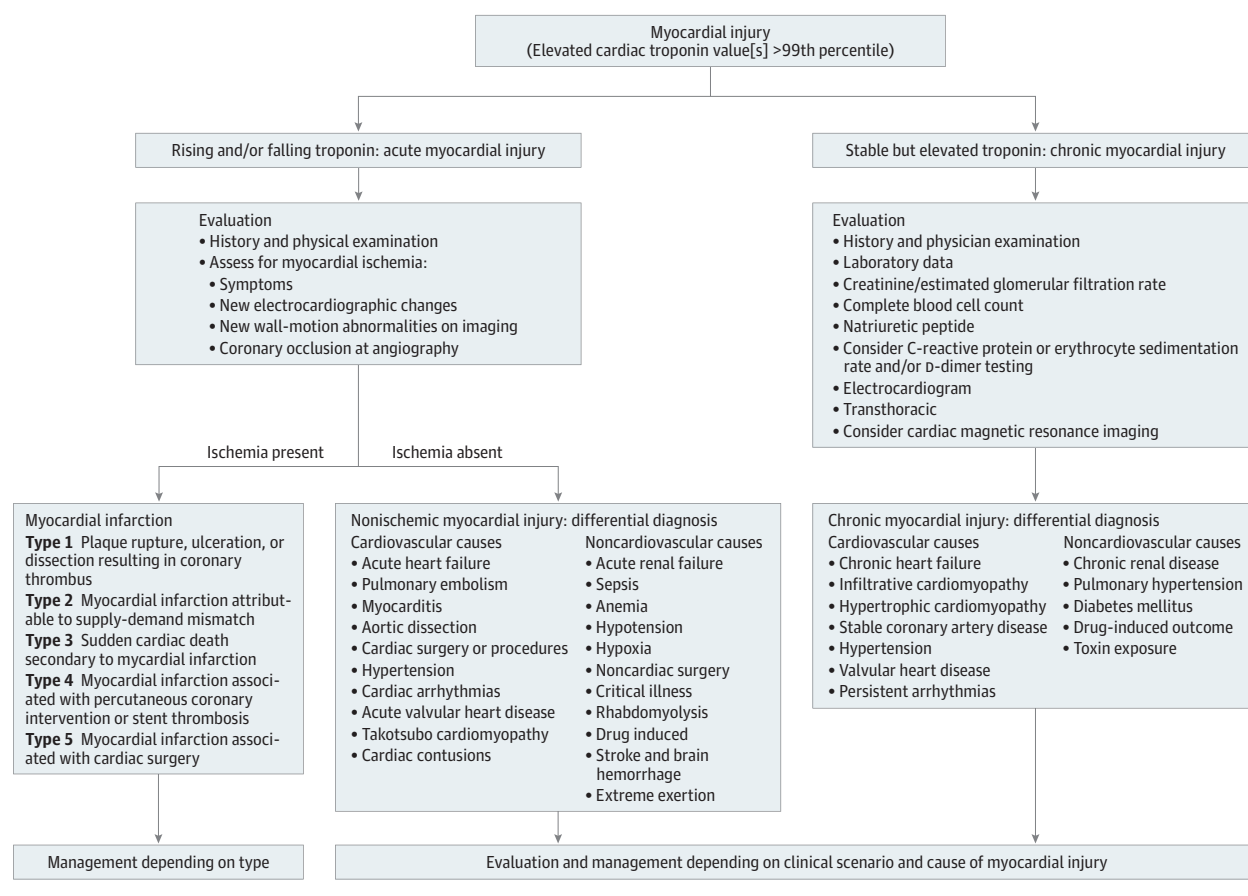 Myocardial injury
(Elevated cardiac troponin value[s] >99th percentile)
Rising and/or falling troponin: acute myocardial injury
Stable but elevated troponin: chronic myocardial injury
Evaluation
• History and physical examination
• Assess for myocardial ischemia:
• Symptoms
• New electrocardiographic changes
• New wall-motion abnormalities on imaging
• Coronary occlusion at angiography
Evaluation
• History and physician examination
• Laboratory data
• Creatinine/estimated glomerular filtration rate
• Complete blood cell count
• Natriuretic peptide
• Consider C-reactive protein or erythrocyte sedimentation
rate and/or D-dimer testing
• Electrocardiogram
• Transthoracic
• Consider cardiac magnetic resonance imaging
Ischemia present
Ischemia absent
Myocardial infarction
Type 1 Plaque rupture, ulceration, or
dissection resulting in coronary
thrombus
Type 2 Myocardial infarction attribut-
able to supply-demand mismatch
Type 3 Sudden cardiac death
secondary to myocardial infarction
Type 4 Myocardial infarction associ-
ated with percutaneous coronary
intervention or stent thrombosis
Type 5 Myocardial infarction associ-
ated with cardiac surgery
Nonischemic myocardial injury: differential diagnosis
Cardiovascular causes
• Acute heart failure
• Pulmonary embolism
• Myocarditis
• Aortic dissection
• Cardiac surgery or procedures
• Hypertension
• Cardiac arrhythmias
• Acute valvular heart disease
• Takotsubo cardiomyopathy
• Cardiac contusions
Noncardiovascular causes
• Acute renal failure
• Sepsis
• Anemia
• Hypotension
• Hypoxia
• Noncardiac surgery
• Critical illness
• Rhabdomyolysis
• Drug induced
• Stroke and brain
hemorrhage
• Extreme exertion
Chronic myocardial injury: differential diagnosis
Cardiovascular causes
• Chronic heart failure
• Infiltrative cardiomyopathy
• Hypertrophic cardiomyopathy
• Stable coronary artery disease
• Hypertension
• Valvular heart disease
• Persistent arrhythmias
Noncardiovascular causes
• Chronic renal disease
• Pulmonary hypertension
• Diabetes mellitus
• Drug-induced outcome
• Toxin exposure
Management depending on type
Evaluation and management depending on clinical scenario and cause of myocardial injury